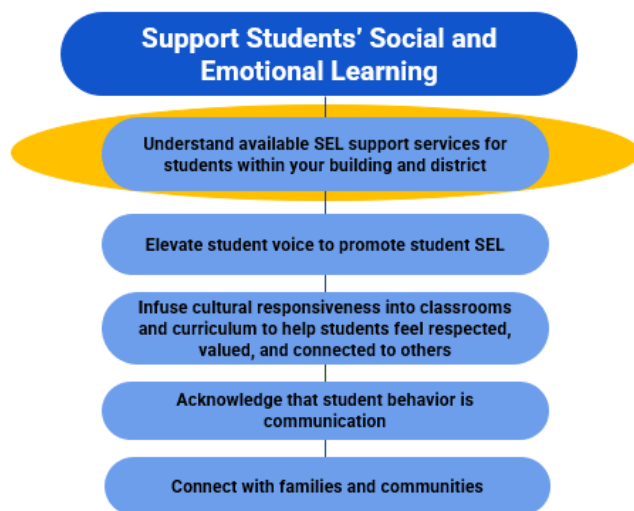 Support Students’ Social and
Emotional Learning
Understand available SEL support services for
students within your building and district
Elevate student voice to promote student SEL
Infuse cultural responsiveness into classrooms
and curriculum to help students feel respected,
valued, and connected to others
Acknowledge that student behavior is
communication
Connect with families and communities